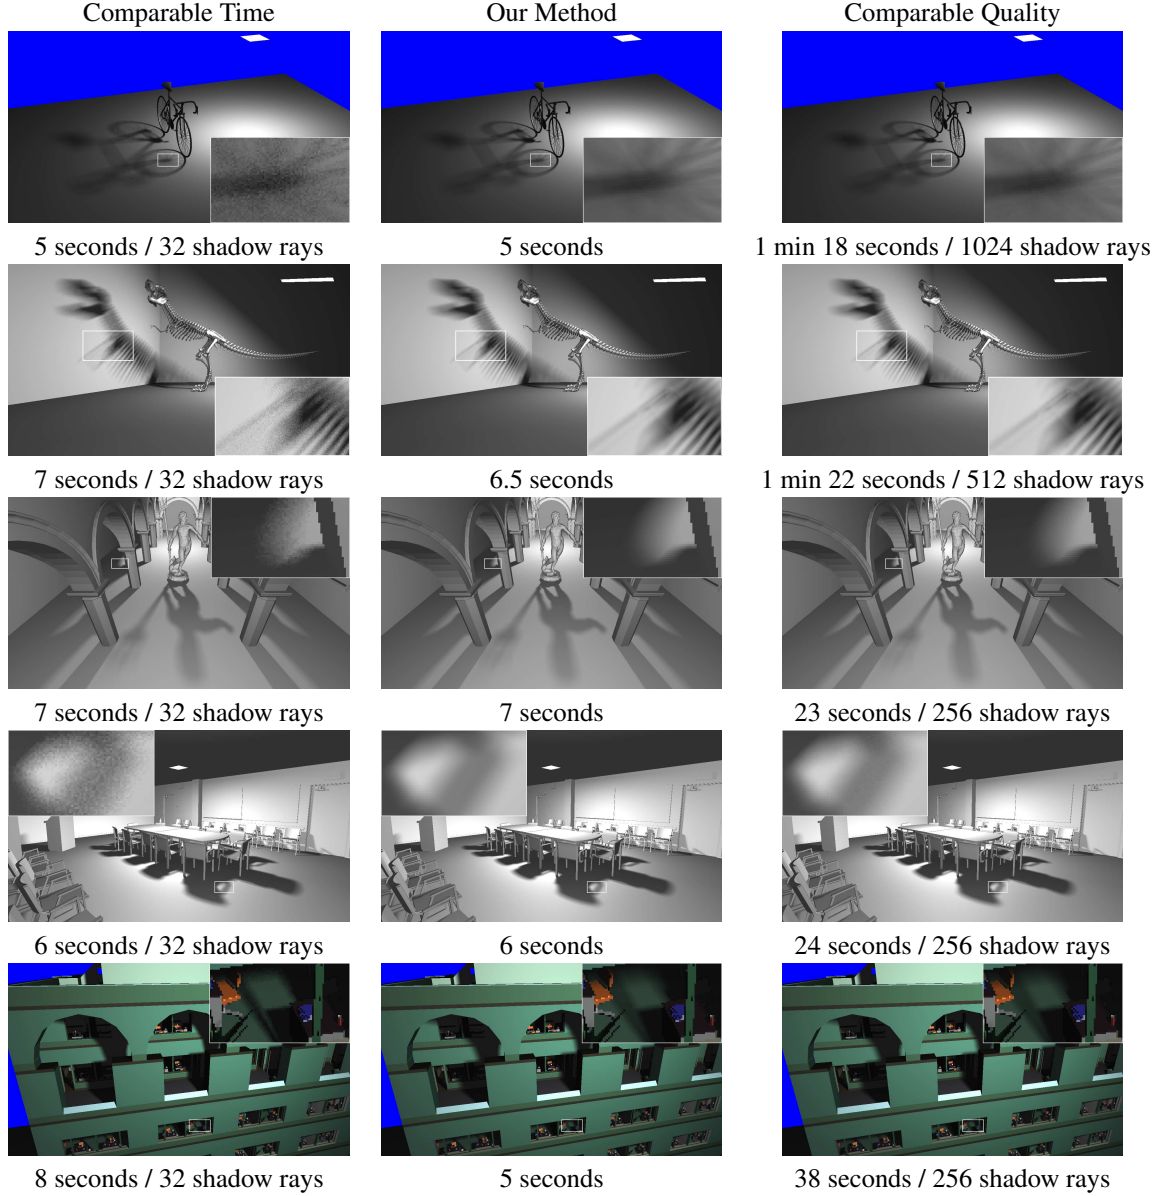 Comparable Time Our Method Comparable Quality
5 seconds / 32 shadow rays 5 seconds 1 min 18 seconds / 1024 shadow rays
7 seconds / 32 shadow rays 6.5 seconds 1 min 22 seconds / 512 shadow rays
7 seconds / 32 shadow rays 7 seconds 23 seconds / 256 shadow rays
6 seconds / 32 shadow rays 6 seconds 24 seconds / 256 shadow rays
8 seconds / 32 shadow rays 5 seconds 38 seconds / 256 shadow rays